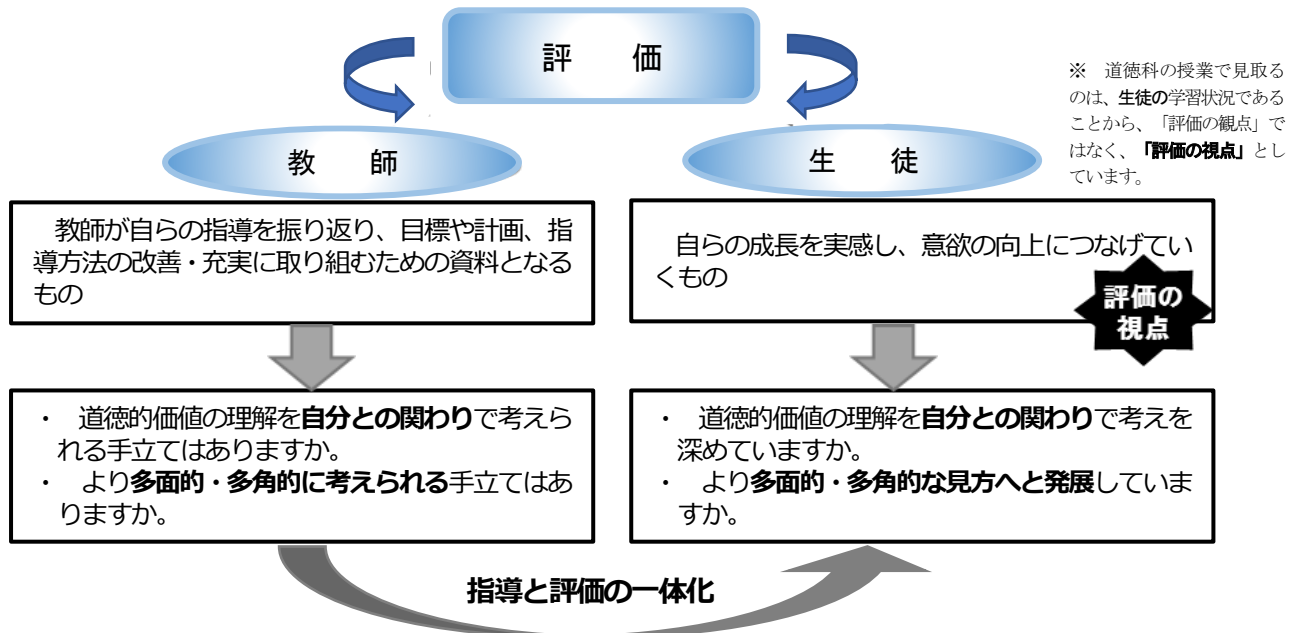 評　価
※　道徳科の授業で見取る
のは、生徒の学習状況である
ことから、「評価の観点」で
はなく、「評価の視点」とし
ています。
教　師
生　徒
教師が自らの指導を振り返り、目標や計画、指
導方法の改善・充実に取り組むための資料となる
もの
自らの成長を実感し、意欲の向上につなげてい
くもの
評価の
視点
・　道徳的価値の理解を自分との関わりで考えら
れる手立てはありますか。
・　より多面的・多角的に考えられる手立てはあ
りますか。
・　道徳的価値の理解を自分との関わりで考えを
深めていますか。
・　より多面的・多角的な見方へと発展していま
すか。
指導と評価の一体化